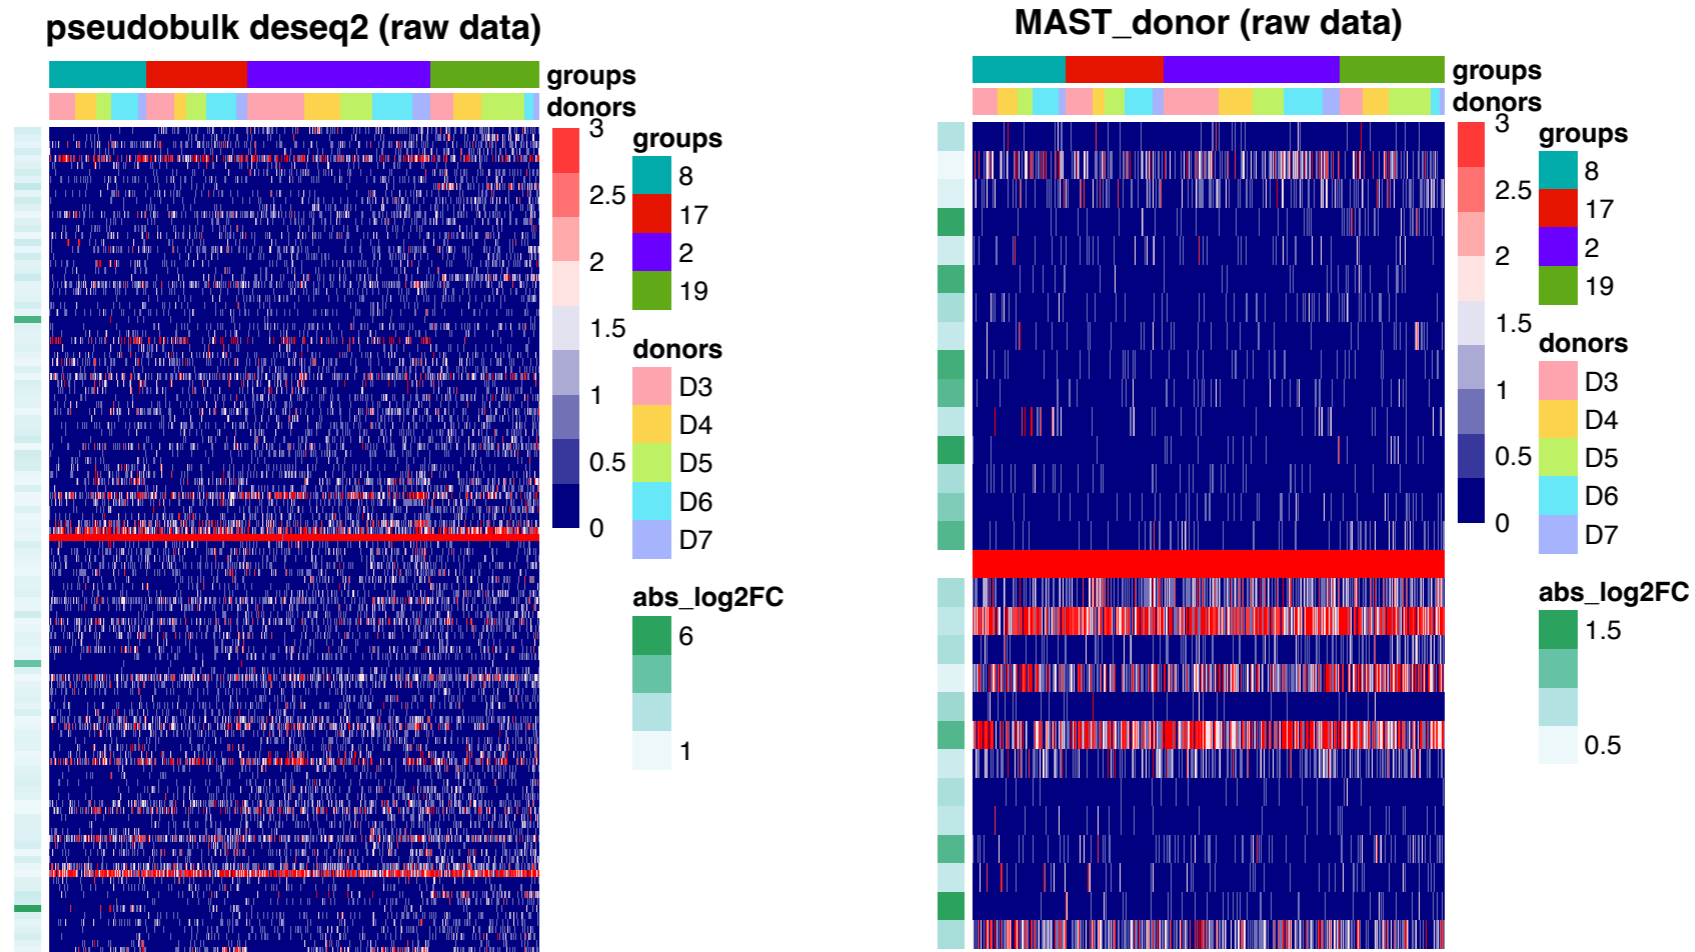 pseudobulk deseq2 (raw data)
groups
donors
3
2.5
2
1.5
1
0.5
0
groups
8
17
2
19
donors
D3
D4
D5
D6
D7
abs_log2FC
6
1
MAST_donor (raw data)
groups
donors
3
2.5
2
1.5
1
0.5
0
groups
8
17
2
19
donors
D3
D4
D5
D6
D7
abs_log2FC
1.5
0.5